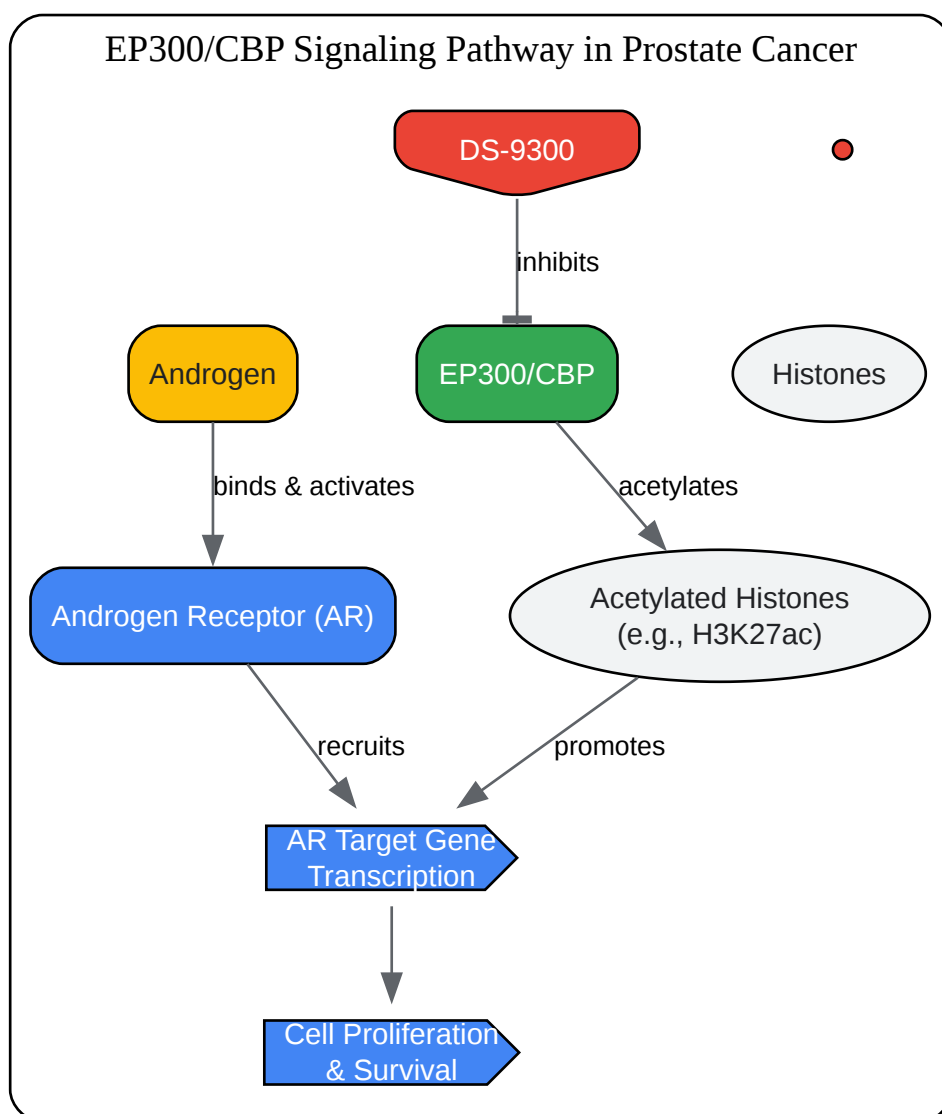 EP300/CBP Signaling Pathway in Prostate Cancer
DS-9300
inhibits
Androgen
EP300/CBP
Histones
binds & activates
acetylates
Androgen Receptor (AR)
Acetylated Histones
(e.g., H3K27ac)
recruits
promotes
AR Target Gene
Transcription
Cell Proliferation
& Survival